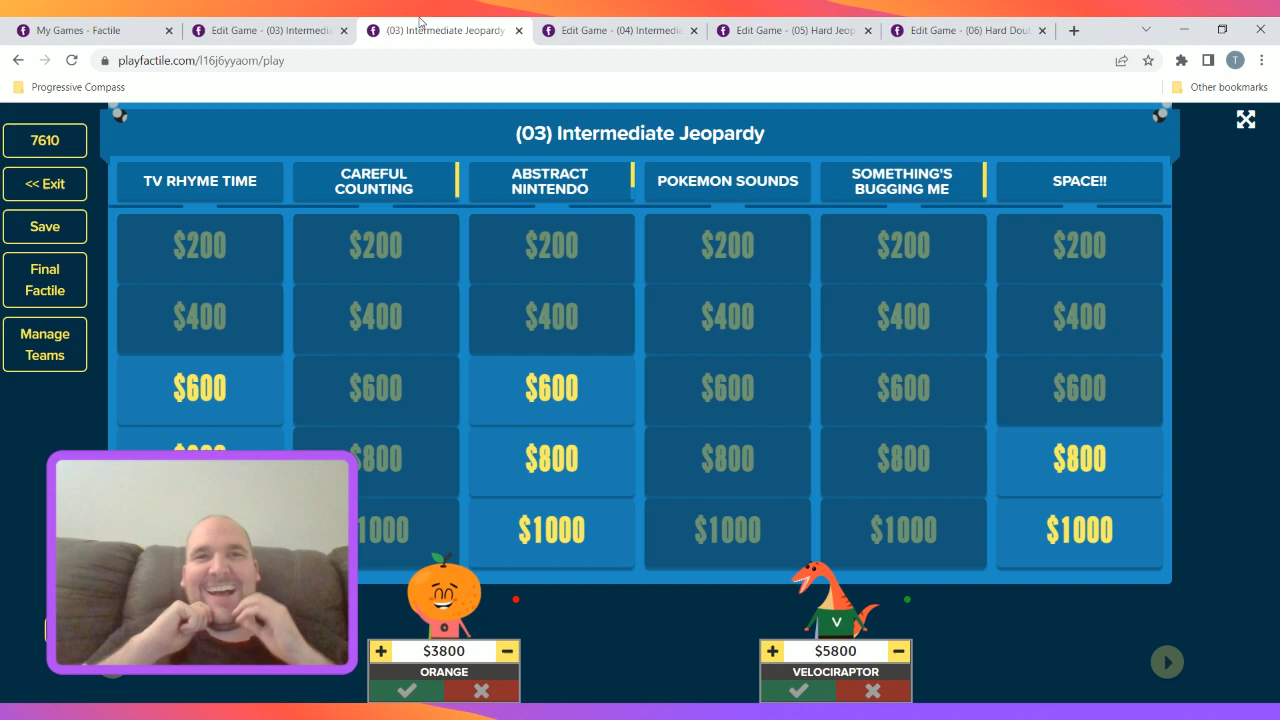 My Games - Factile
Edit Game - (03) Intermedia
(03) Intermediate Jeopardy
Edit Game - (04) Intermedia
Edit Game - (05) Hard Jeop
Edit Game - (06) Hard Dou
playfactile.com/l16j6yyaom/play
T
Progressive Compass
Other bookmarks
7610
<< Exit
Save
Final
Factile
Manage
Teams
(03) Intermediate Jeopardy
TV RHYME TIME
CAREFUL
COUNTING
ABSTRACT
NINTENDO
POKEMON SOUNDS
SOMETHING'S
BUGGING ME
SPACE!!
$200 $200 $200 $200 $200 $200
$400 $400 $400 $400 $400 $400
$600 $600 $600 $600 $600 $600
$800 $800 $800 $800 $800
1000 $1000 $1000 $1000 $1000
V
+ $3800 −
ORANGE
+ $5800 −
VELOCIRAPTOR